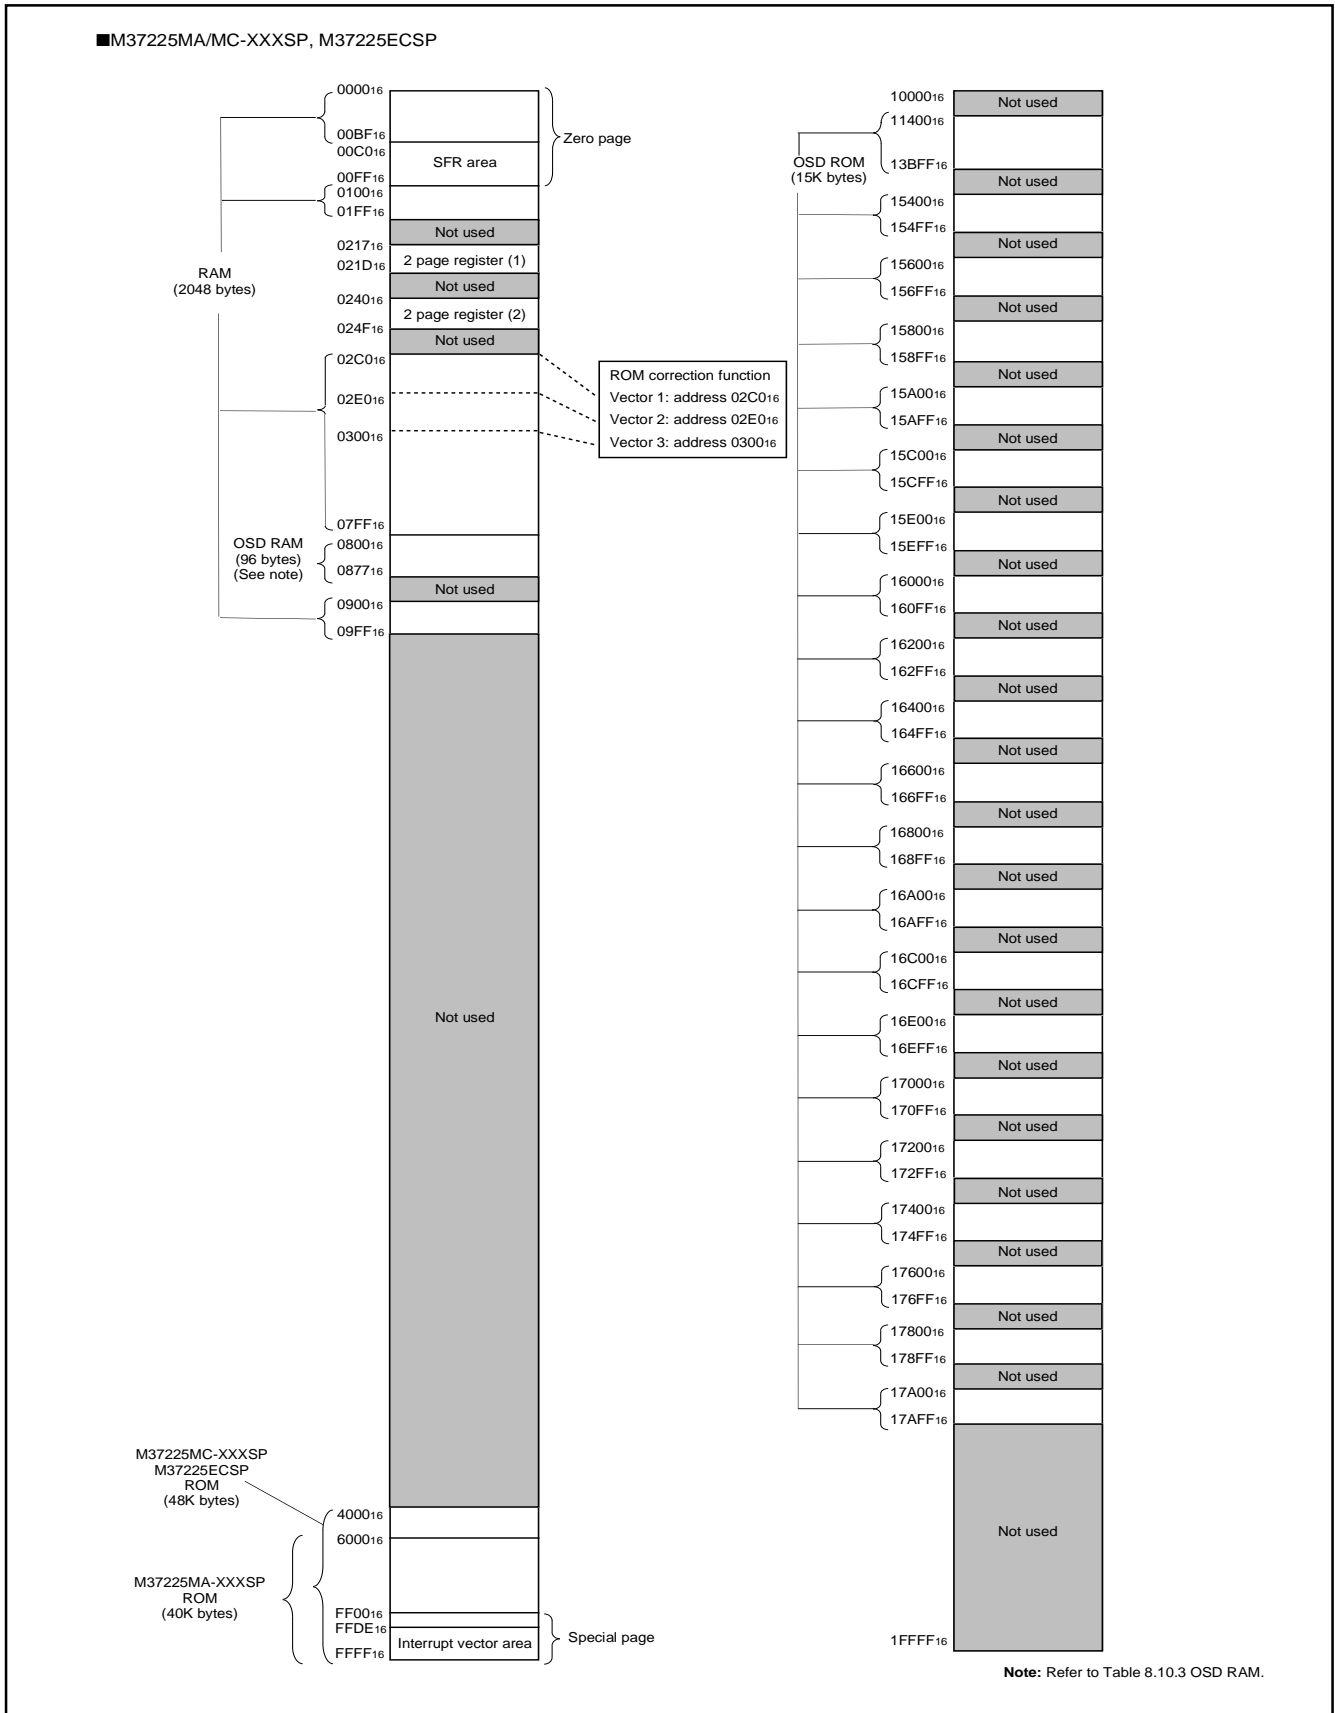 ■M37225MA/MC-XXXSP, M37225ECSP
000016
00BF16
00C016
SFR area
00FF16
Zero page
010016
01FF16
Not used
021716
2 page register (1)
021D16
Not used
024016
2 page register (2)
024F16
Not used
RAM
(2048 bytes)
02C016
02E016
030016
ROM correction function
Vector 1: address 02C016
Vector 2: address 02E016
Vector 3: address 030016
07FF16
OSD RAM
(96 bytes)
(See note)
080016
087716
Not used
090016
09FF16
Not used
M37225MC-XXXSP
M37225ECSP
ROM
(48K bytes)
400016
600016
M37225MA-XXXSP
ROM
(40K bytes)
FF0016
FFDE16
Interrupt vector area
FFFF16
Special page
1000016
Not used
1140016
OSD ROM
(15K bytes)
13BFF16
Not used
1540016
154FF16
Not used
1560016
156FF16
Not used
1580016
158FF16
Not used
15A0016
15AFF16
Not used
15C0016
15CFF16
Not used
15E0016
15EFF16
Not used
1600016
160FF16
Not used
1620016
162FF16
Not used
1640016
164FF16
Not used
1660016
166FF16
Not used
1680016
168FF16
Not used
16A0016
16AFF16
Not used
16C0016
16CFF16
Not used
16E0016
16EFF16
Not used
1700016
170FF16
Not used
1720016
172FF16
Not used
1740016
174FF16
Not used
1760016
176FF16
Not used
1780016
178FF16
Not used
17A0016
17AFF16
Not used
1FFFF16
Note: Refer to Table 8.10.3 OSD RAM.